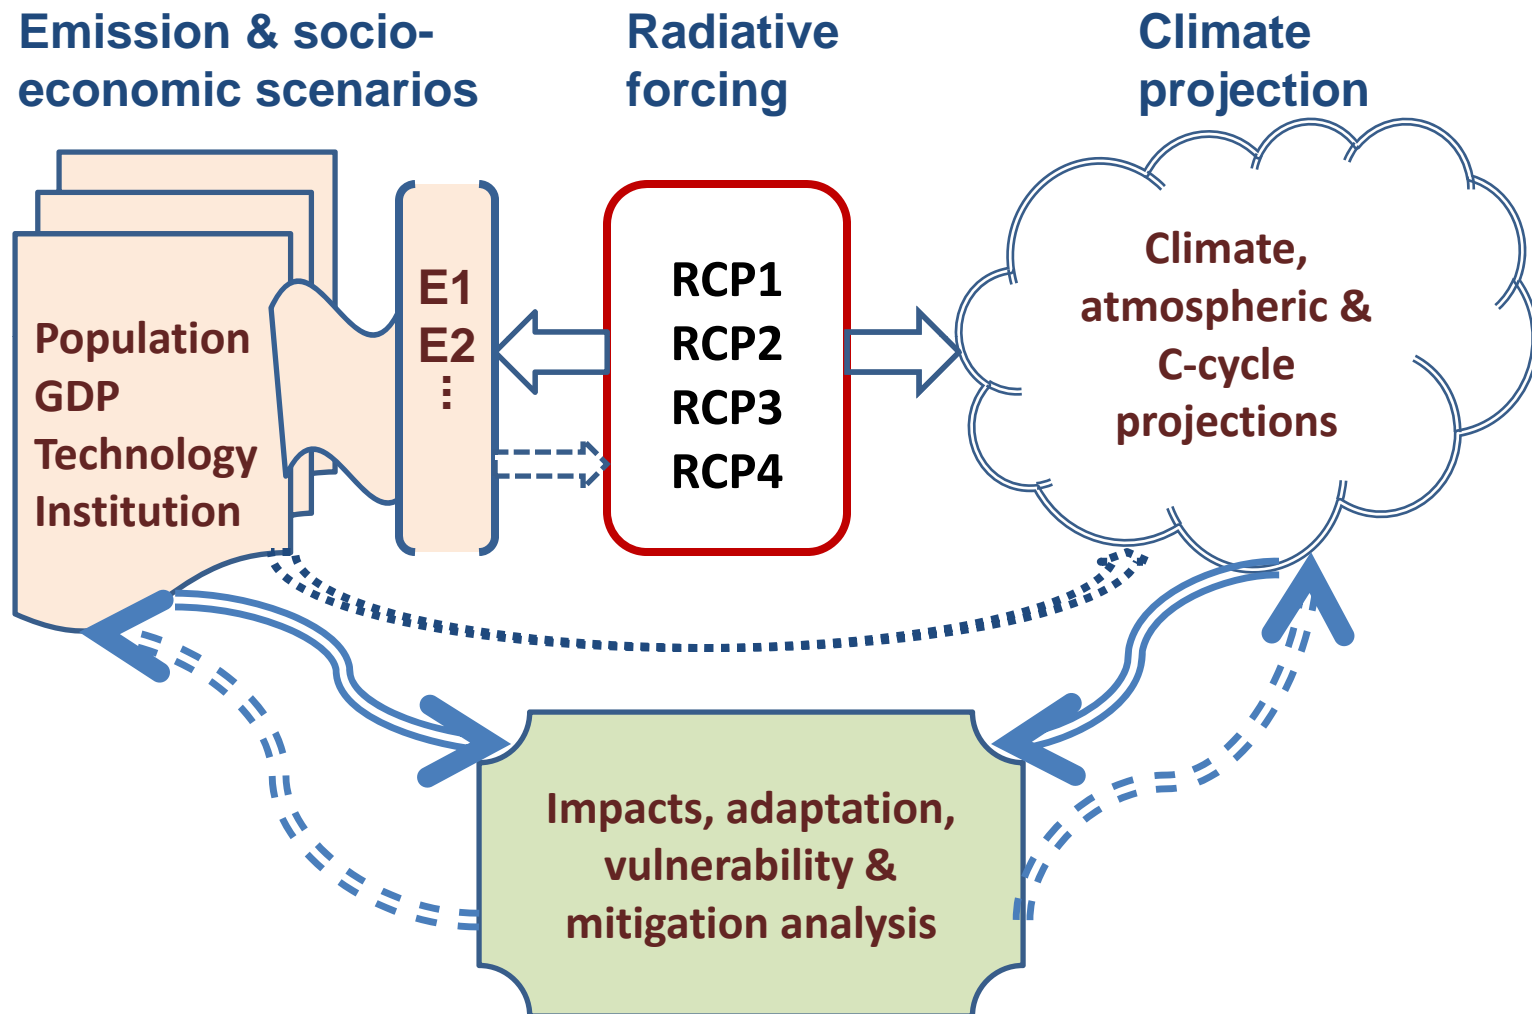 Emission & socio-
economic scenarios
Radiative
forcing
Climate
projection
Population
GDP
Technology
Institution
E1
E2
...
RCP1
RCP2
RCP3
RCP4
Climate,
atmospheric &
C-cycle
projections
Impacts, adaptation,
vulnerability &
mitigation analysis